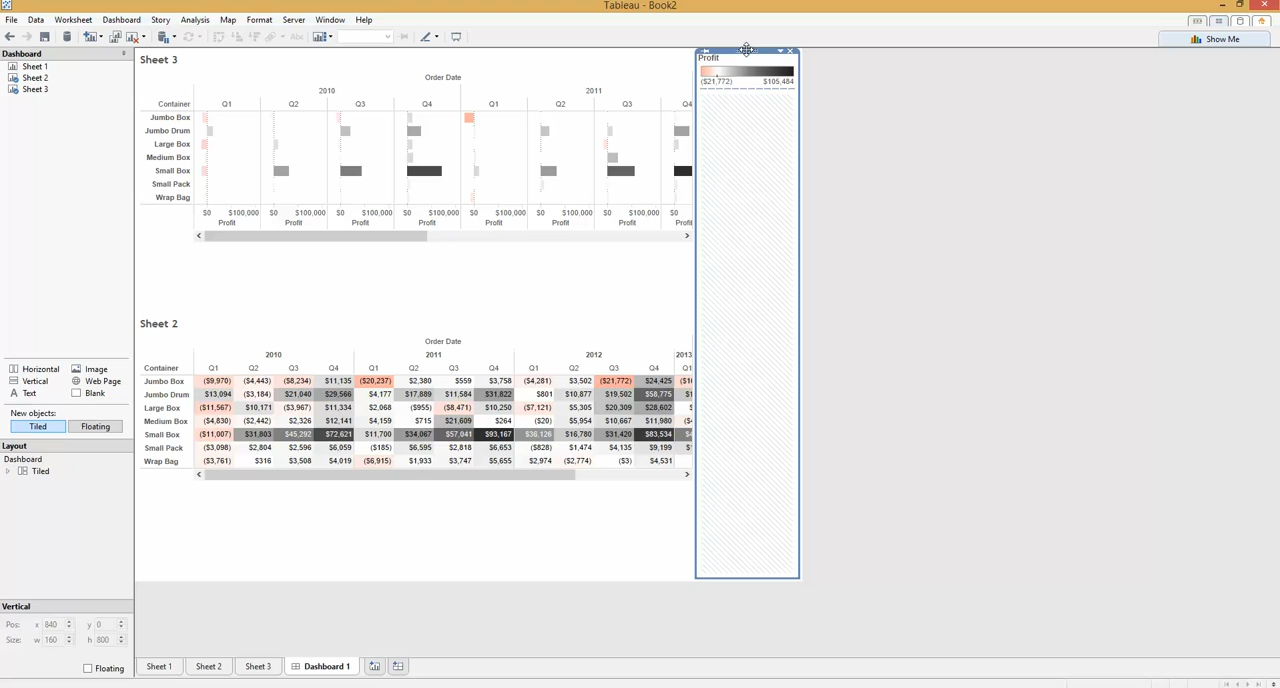 Tableau - Book2
File Data Worksheet Dashboard Story Analysis Map Format Server Window Help
Abc
Show Me
Dashboard
Sheet 1
Sheet 2
Sheet 3
Horizontal Image
Vertical Web Page
A Text Blank
New objects:
Tiled Floating
Layout
Dashboard
Tiled
Vertical
Pos: x 840 y 0
Size: w 160 h 800
Floating
Sheet 3
Order Date
2010 2011
Container Q1 Q2 Q3 Q4 Q1 Q2 Q3 Q4
Jumbo Box
Jumbo Drum
Large Box
Medium Box
Small Box
Small Pack
Wrap Bag
$0 $100,000 $0 $100,000 $0 $100,000 $0 $100,000 $0 $100,000 $0 $100,000 $0 $100,000 $0
Profit Profit Profit Profit Profit Profit Profit Profit
Sheet 2
Order Date
2010 2011 2012 2013
Container Q1 Q2 Q3 Q4 Q1 Q2 Q3 Q4 Q1 Q2 Q3 Q4 Q1
Jumbo Box ($9,970) ($4,443) ($8,234) $11,135 ($20,237) $2,380 $559 $3,758 ($4,281) $3,502 ($21,772) $24,425
Jumbo Drum $13,094 ($3,184) $21,040 $29,566 $4,177 $17,889 $11,584 $31,822 $801 $10,877 $19,502 $58,775
Large Box ($11,567) $10,171 ($3,967) $11,334 $2,068 ($955) ($8,471) $10,250 ($7,121) $5,305 $20,309 $28,602
Medium Box ($4,830) ($2,442) $2,326 $12,141 $4,159 $715 $21,609 $264 ($20) $5,954 $10,667 $11,980
Small Box ($11,007) $31,803 $45,292 $72,621 $11,700 $34,067 $57,041 $93,167 $36,126 $16,780 $31,420 $83,534
Small Pack ($3,098) $2,804 $2,596 $6,059 ($185) $6,595 $2,818 $6,653 ($828) $1,474 $4,135 $9,199
Wrap Bag ($3,761) $316 $3,508 $4,019 ($6,915) $1,933 $3,747 $5,655 $2,974 ($2,774) ($3) $4,531
Profit
($21,772) $105,484
Sheet 1 Sheet 2 Sheet 3 Dashboard 1